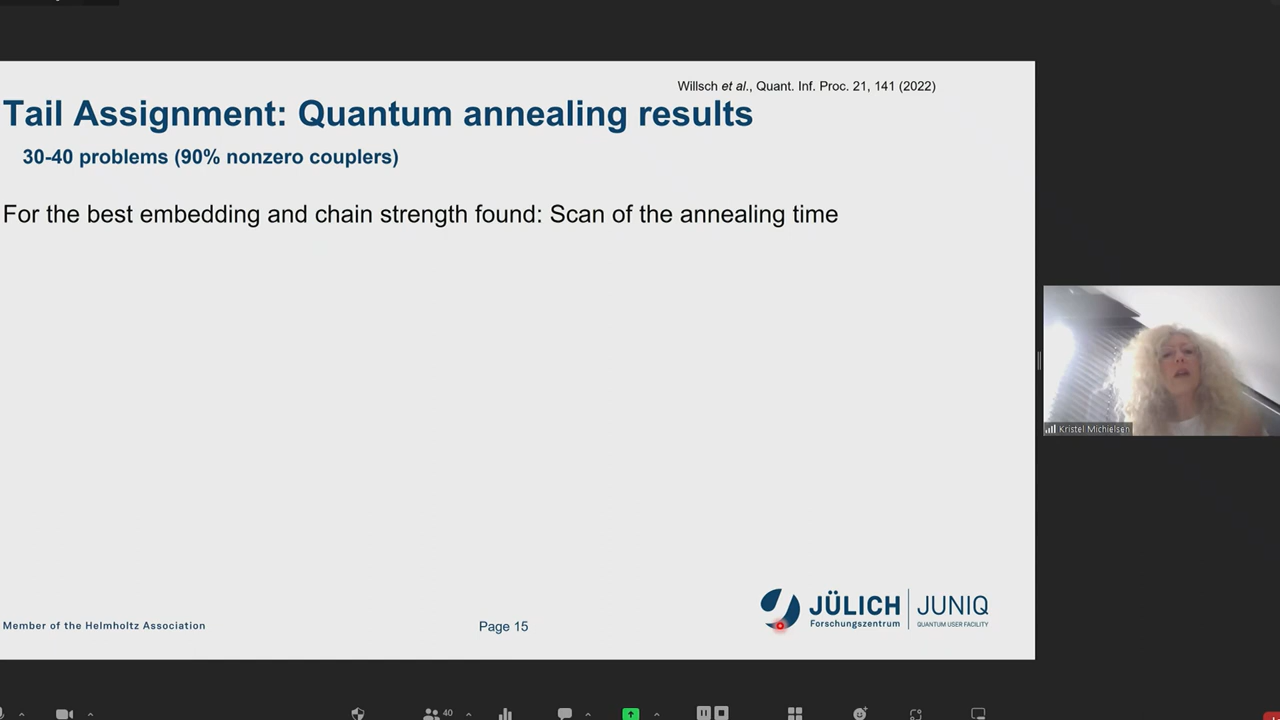 Willsch et al., Quant. Inf. Proc. 21, 141 (2022)
Tail Assignment: Quantum annealing results
30-40 problems (90% nonzero couplers)
For the best embedding and chain strength found: Scan of the annealing time
Kristel Michielsen
Member of the Helmholtz Association
Page 15
JÜLICH
Forschungszentrum
JUNIQ
QUANTUM USER FACILITY
40